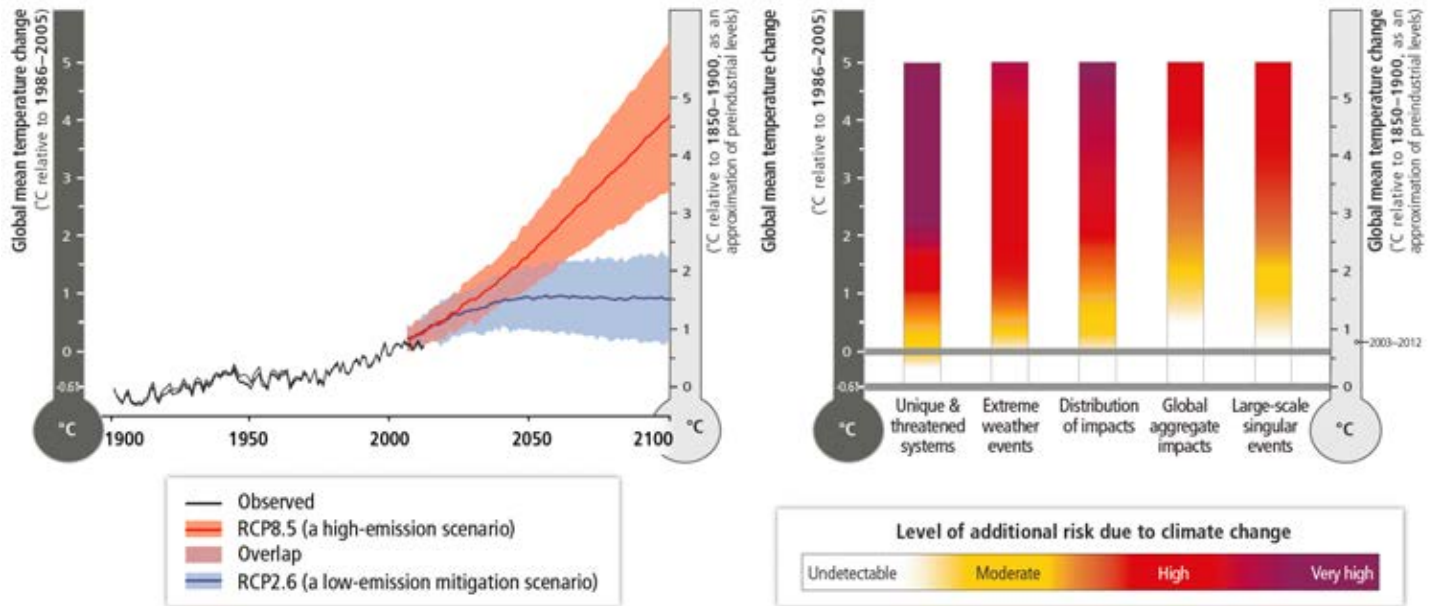 Global mean temperature change
(°C relative to 1986–2005)
5
4
3
2
1
0
-0.61
°C
1900
1950
2000
2050
2100
5
4
3
2
1
0
°C
Global mean temperature change
(°C relative to 1850–1900, as an
approximation of preindustrial levels)
Observed
RCP8.5 (a high-emission scenario)
Overlap
RCP2.6 (a low-emission mitigation scenario)
Global mean temperature change
(°C relative to 1986–2005)
5
4
3
2
1
0
-0.61
°C
Unique &
threatened
systems
Extreme
weather
events
Distribution
of impacts
Global
aggregate
impacts
Large-scale
singular
events
5
4
3
2
1
0
2003–2012
°C
Global mean temperature change
(°C relative to 1850–1900, as an
approximation of preindustrial levels)
Level of additional risk due to climate change
Undetectable
Moderate
High
Very high